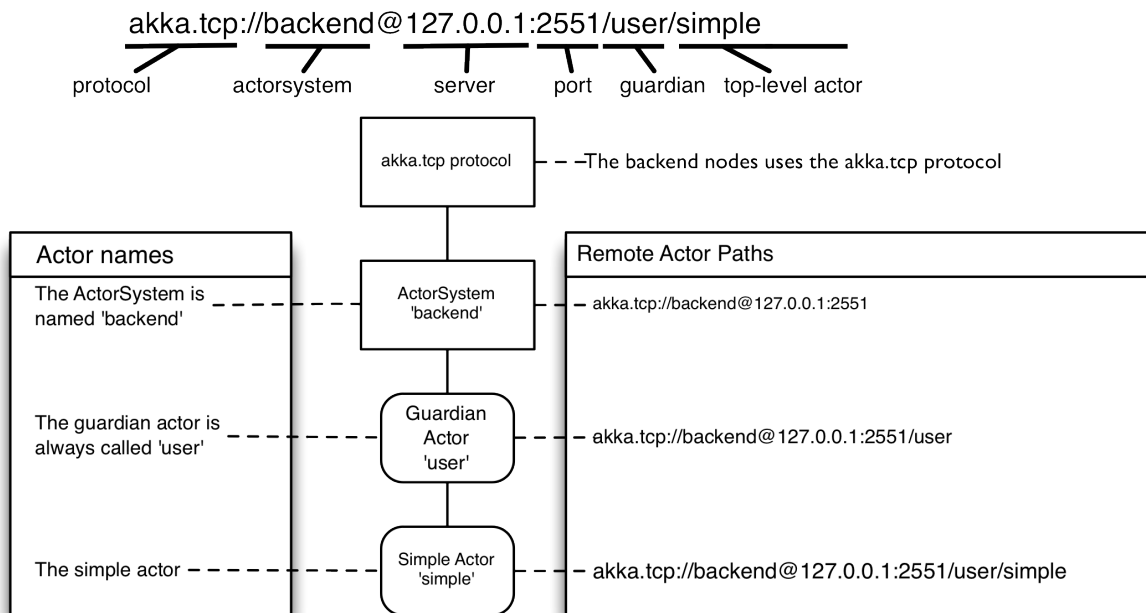 akka.tcp://backend@127.0.0.1:2551/user/simple
protocol actorsystem server port guardian top-level actor
akka.tcp protocol
The backend nodes uses the akka.tcp protocol
Actor names
Remote Actor Paths
The ActorSystem is
named 'backend'
ActorSystem
'backend'
akka.tcp://backend@127.0.0.1:2551
The guardian actor is
always called 'user'
Guardian
Actor
'user'
akka.tcp://backend@127.0.0.1:2551/user
The simple actor
Simple Actor
'simple'
akka.tcp://backend@127.0.0.1:2551/user/simple